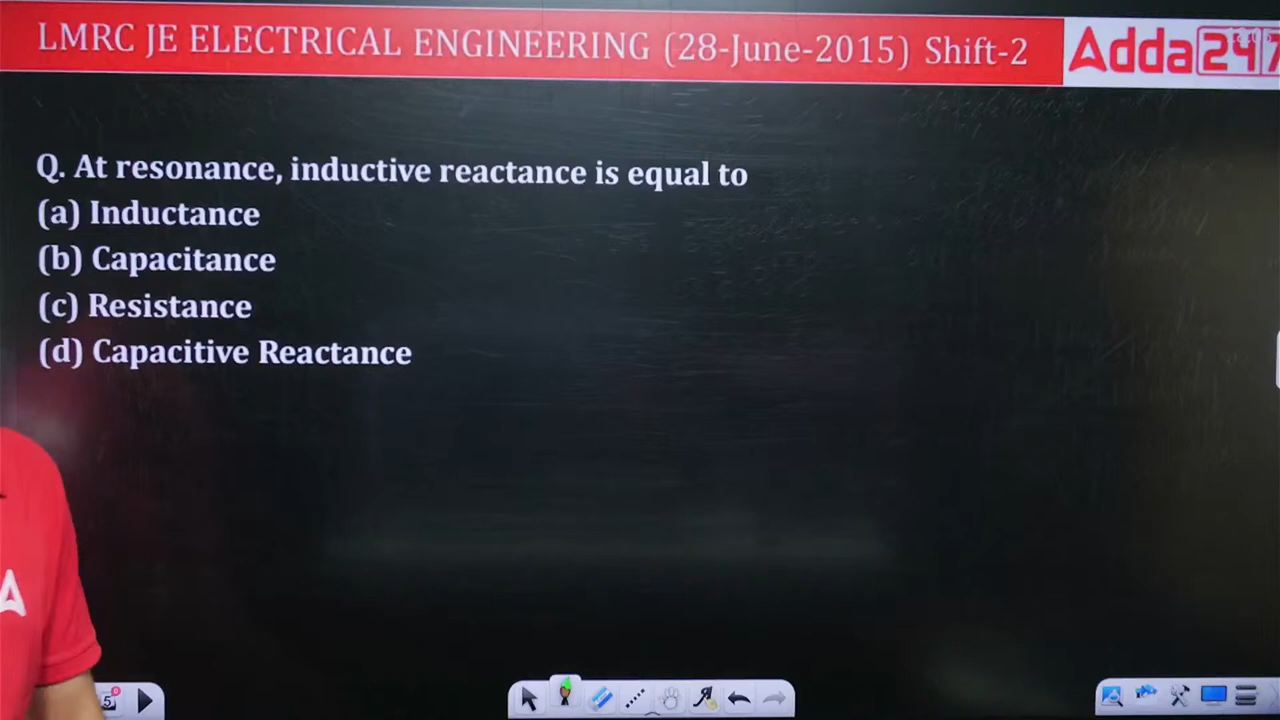 LMRC JE ELECTRICAL ENGINEERING (28-June-2015) Shift-2
Adda247
Q. At resonance, inductive reactance is equal to
(a) Inductance
(b) Capacitance
(c) Resistance
(d) Capacitive Reactance